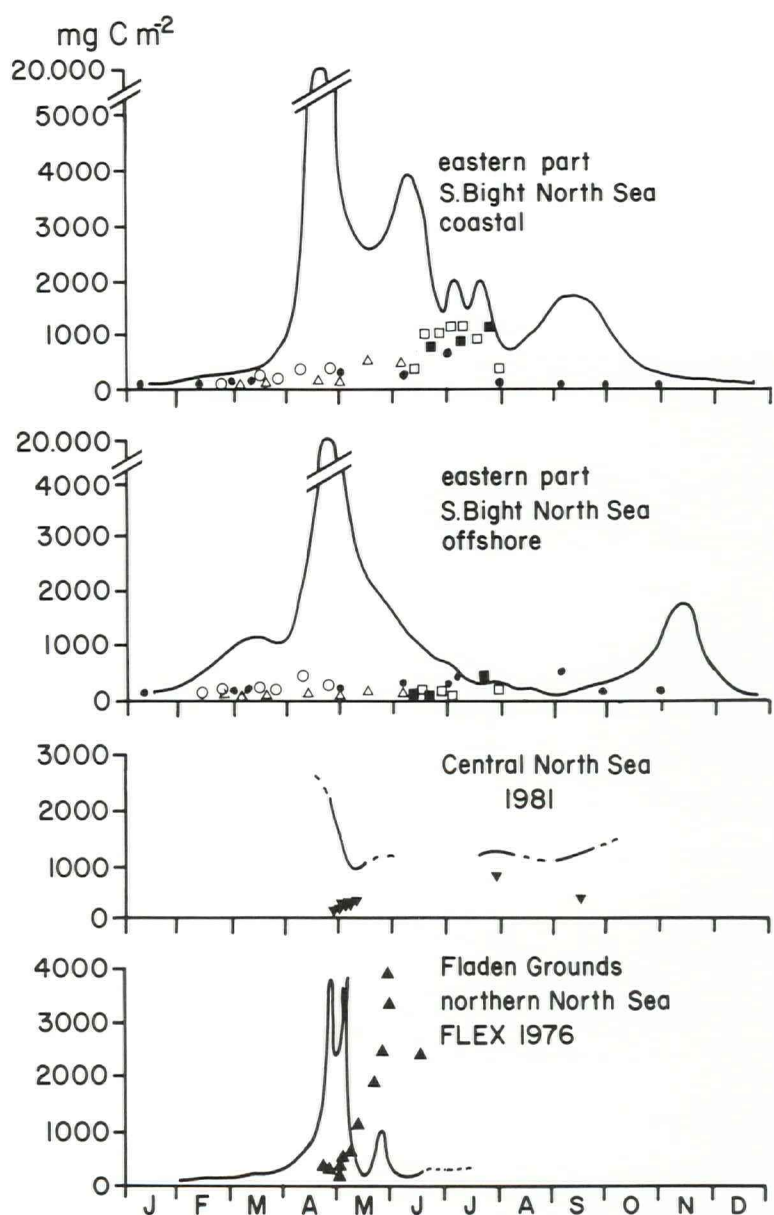 mg C m-2
20.000
5000
4000
3000
2000
1000
0
eastern part
S.Bight North Sea
coastal
20.000
4000
3000
2000
1000
0
eastern part
S.Bight North Sea
offshore
3000
2000
1000
0
Central North Sea
1981
4000
3000
2000
1000
0
Fladen Grounds
northern North Sea
FLEX 1976
J F M A M J J A S O N D